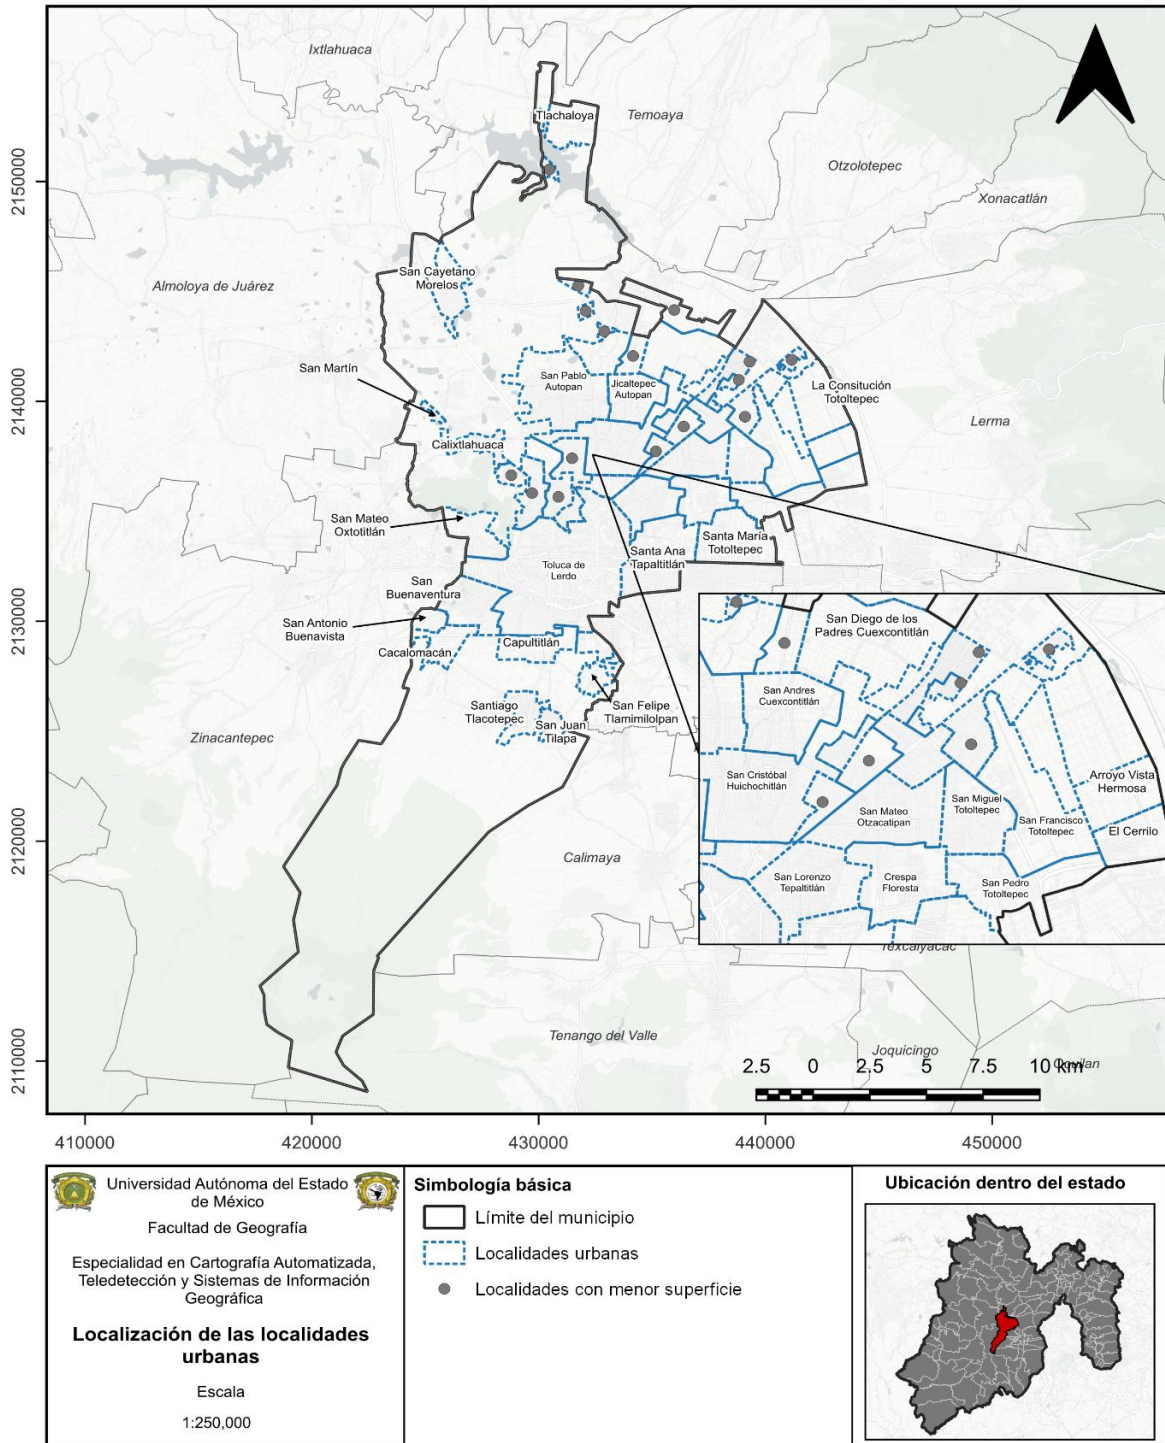 Ixtlahuaca
Tlachaloya
Temoaya
Otzolotepec
Xonacatlán
San Cayetano
Morelos
Almoloya de Juárez
San Martín
San Pablo
Autopan
Jicaltepec
Autopan
La Consitución
Totoltepec
Lerma
Calixtlahuaca
San Mateo
Oxtotitlán
Santa María
Totoltepec
Santa Ana
Tapaltitlán
Toluca de
Lerdo
San
Buenaventura
San Antonio
Buenavista
Cacalomacán
Capultitlán
Santiago
Tlacotepec
San Juan
Tilapa
San Felipe
Tlamimilolpan
Zinacantepec
Calimaya
Tenango del Valle
Joquicingo
Texcalyacac
San Diego de los
Padres Cuexcontitlán
San Andres
Cuexcontitlán
San Cristóbal
Huichochitlán
San Mateo
Otzacatipan
San Miguel
Totoltepec
San Francisco
Totoltepec
Arroyo Vista
Hermosa
El Cerrilo
San Lorenzo
Tepaltitlán
Crespa
Floresta
San Pedro
Totoltepec
2150000
2140000
2130000
2120000
2110000
2.5 0 2.5 5 7.5 10 km
410000 420000 430000 440000 450000
Universidad Autónoma del Estado
de México
Facultad de Geografía
Especialidad en Cartografía Automatizada,
Teledetección y Sistemas de Información
Geográfica
Localización de las localidades
urbanas
Escala
1:250,000
Simbología básica
Límite del municipio
Localidades urbanas
Localidades con menor superficie
Ubicación dentro del estado